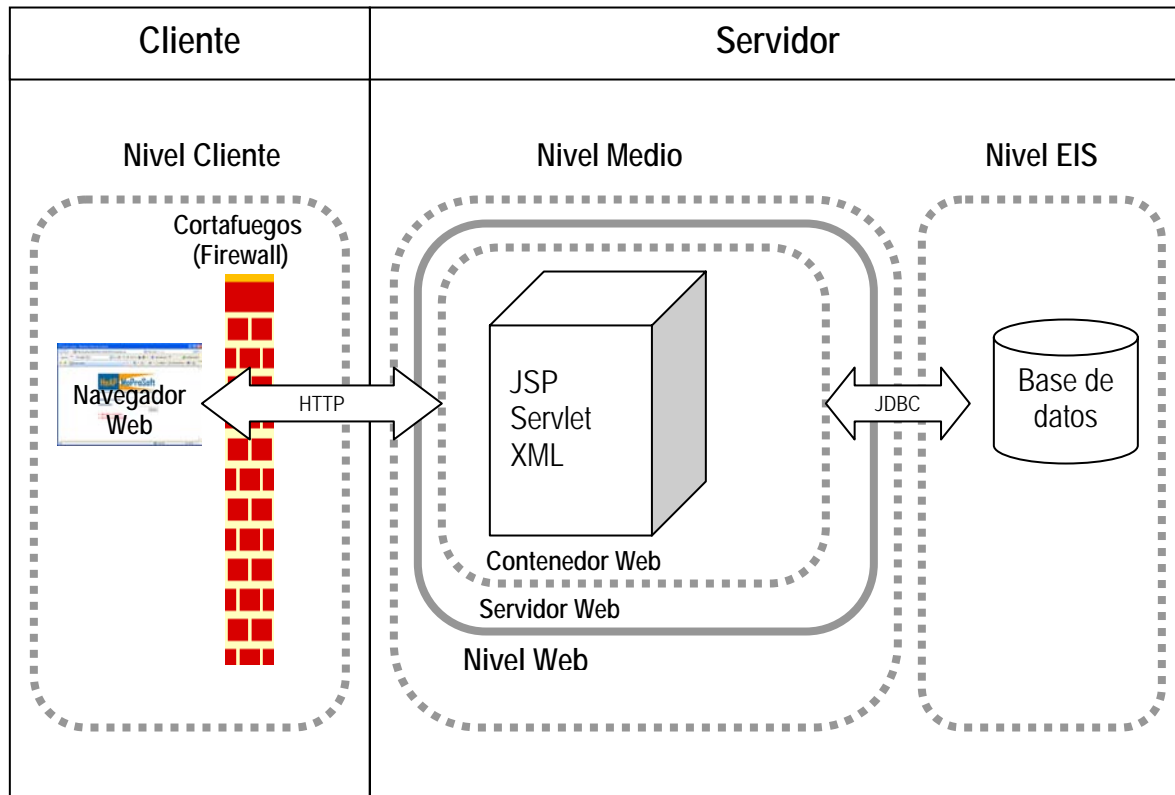 Cliente
Servidor
Nivel Cliente
Nivel Medio
Nivel EIS
Cortafuegos
(Firewall)
Navegador
Web
HTTP
JSP
Servlet
XML
JDBC
Base de
datos
Contenedor Web
Servidor Web
Nivel Web